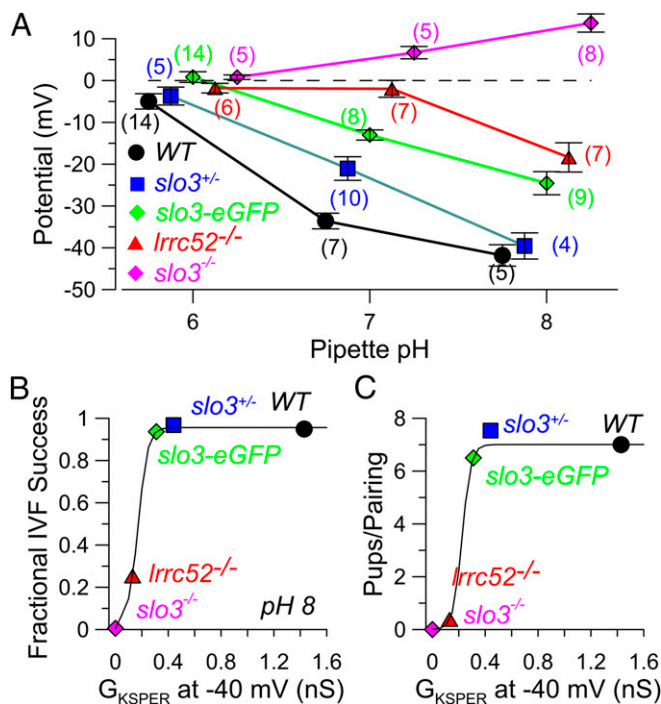 A
10
0
-10
-20
-30
-40
-50
Potential (mV)
(5) (14) (5) (5) (8)
(14) (6) (8) (7) (7)
(10) (9)
(7) (5) (4)
WT
slo3+/-
slo3-eGFP
lrrc52-/-
slo3-/-
6 7 8
Pipette pH
B
1
0.8
0.6
0.4
0.2
0
Fractional IVF Success
slo3+/- WT
slo3-eGFP
lrrc52-/-
slo3-/- pH 8
0 0.4 0.8 1.2 1.6
GKSPER at -40 mV (nS)
C
8
6
4
2
0
Pups/Pairing
slo3+/- WT
slo3-eGFP
lrrc52-/-
slo3-/-
0 0.4 0.8 1.2 1.6
GKSPER at -40 mV (nS)